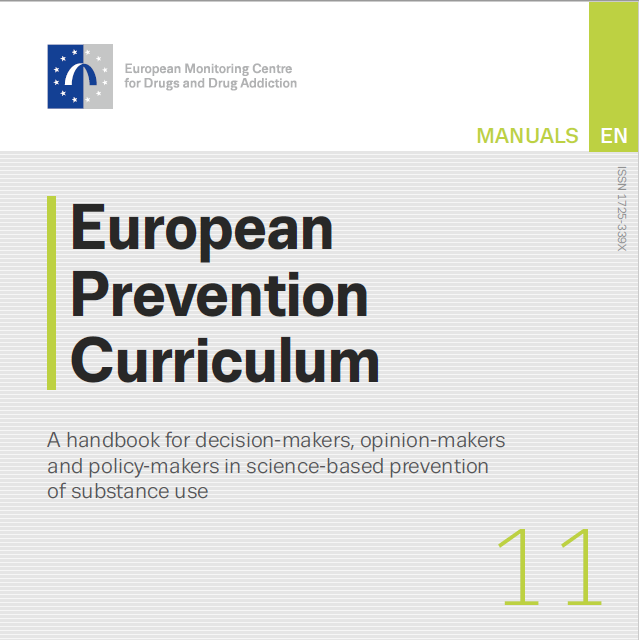 European Monitoring Centre
for Drugs and Drug Addiction
MANUALS EN
ISSN 1725-339X
European
Prevention
Curriculum
A handbook for decision-makers, opinion-makers
and policy-makers in science-based prevention
of substance use
11